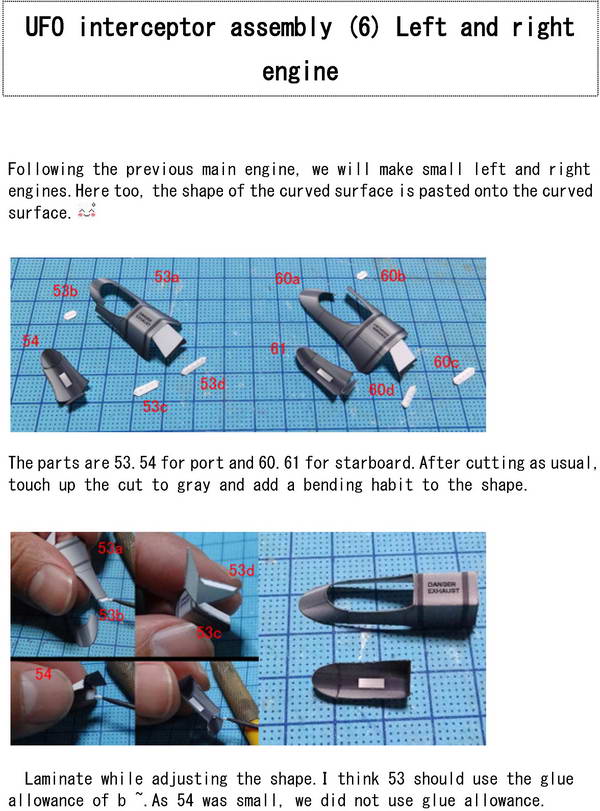 UFO interceptor assembly (6) Left and right
engine
Following the previous main engine, we will make small left and right
engines.Here too, the shape of the curved surface is pasted onto the curved
surface.
53a
53b
54
53d
53c
60a
60b
61
60c
60d
DANGER
EXHAUST
The parts are 53.54 for port and 60.61 for starboard.After cutting as usual,
touch up the cut to gray and add a bending habit to the shape.
53a
53b
53d
53c
54
DANGER
EXHAUST
Laminate while adjusting the shape.I think 53 should use the glue
allowance of b ~.As 54 was small, we did not use glue allowance.